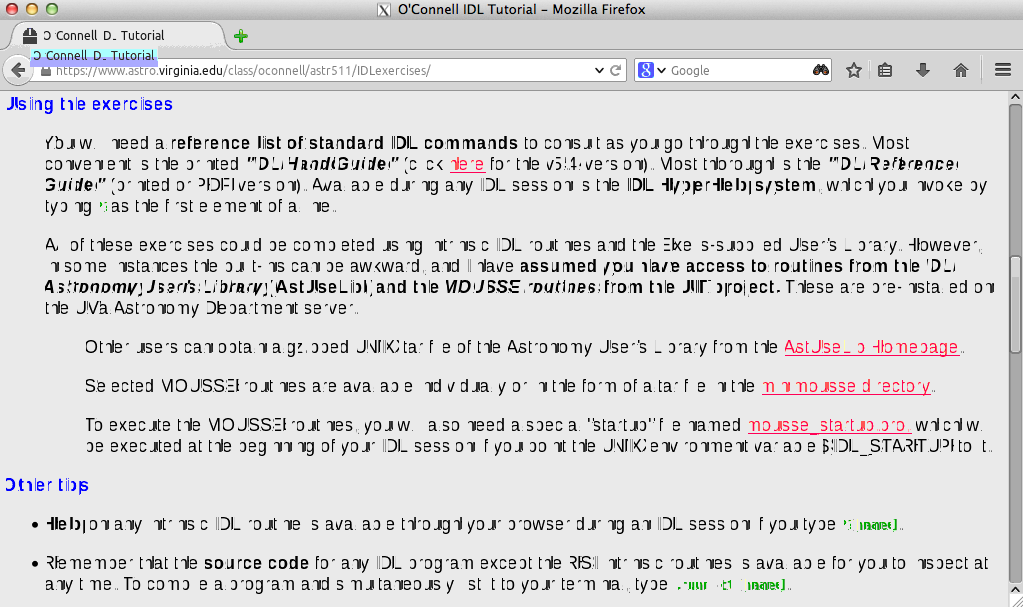 O'Connell IDL Tutorial - Mozilla Firefox
O'Connell IDL Tutorial
O'Connell IDL Tutorial
https://www.astro.virginia.edu/class/oconnell/astr511/IDLexercises/
Google
Using the exercises
You will need a reference list of standard IDL commands to consult as you go through the exercises. Most
convenient is the printed "IDL HandiGuide" (click here for the v5.4 version). Most thorough is the "IDL Reference
Guide" (printed or PDF version). Available during any IDL session is the IDL HyperHelp system, which you invoke by
typing ? as the first element of a line.
All of these exercises could be completed using intrinsic IDL routines and the Exelis-supplied User's Library. However,
in some instances the built-ins can be awkward, and I have assumed you have access to routines from the IDL
Astronomy User's Library (AstUseLib) and the MOUSSE routines from the UIT project. These are pre-installed on
the UVa Astronomy Department server.
Other users can obtain a gzipped UNIX tar file of the Astronomy User's Library from the AstUseLib Homepage.
Selected MOUSSE routines are available individually or in the form of a tar file in the minimousse directory.
To execute the MOUSSE routines, you will also need a special "startup" file named mousse_startup.pro, which will
be executed at the beginning of your IDL session if you point the UNIX environment variable $IDL_STARTUP to it.
Other tips
• Help on any intrinsic IDL routine is available through your browser during an IDL session if you type ? [name].
• Remember that the source code for any IDL program except the RSI intrinsic routines is available for you to inspect at
any time. To compile a program and simultaneously list it to your terminal, type .run -t [name].